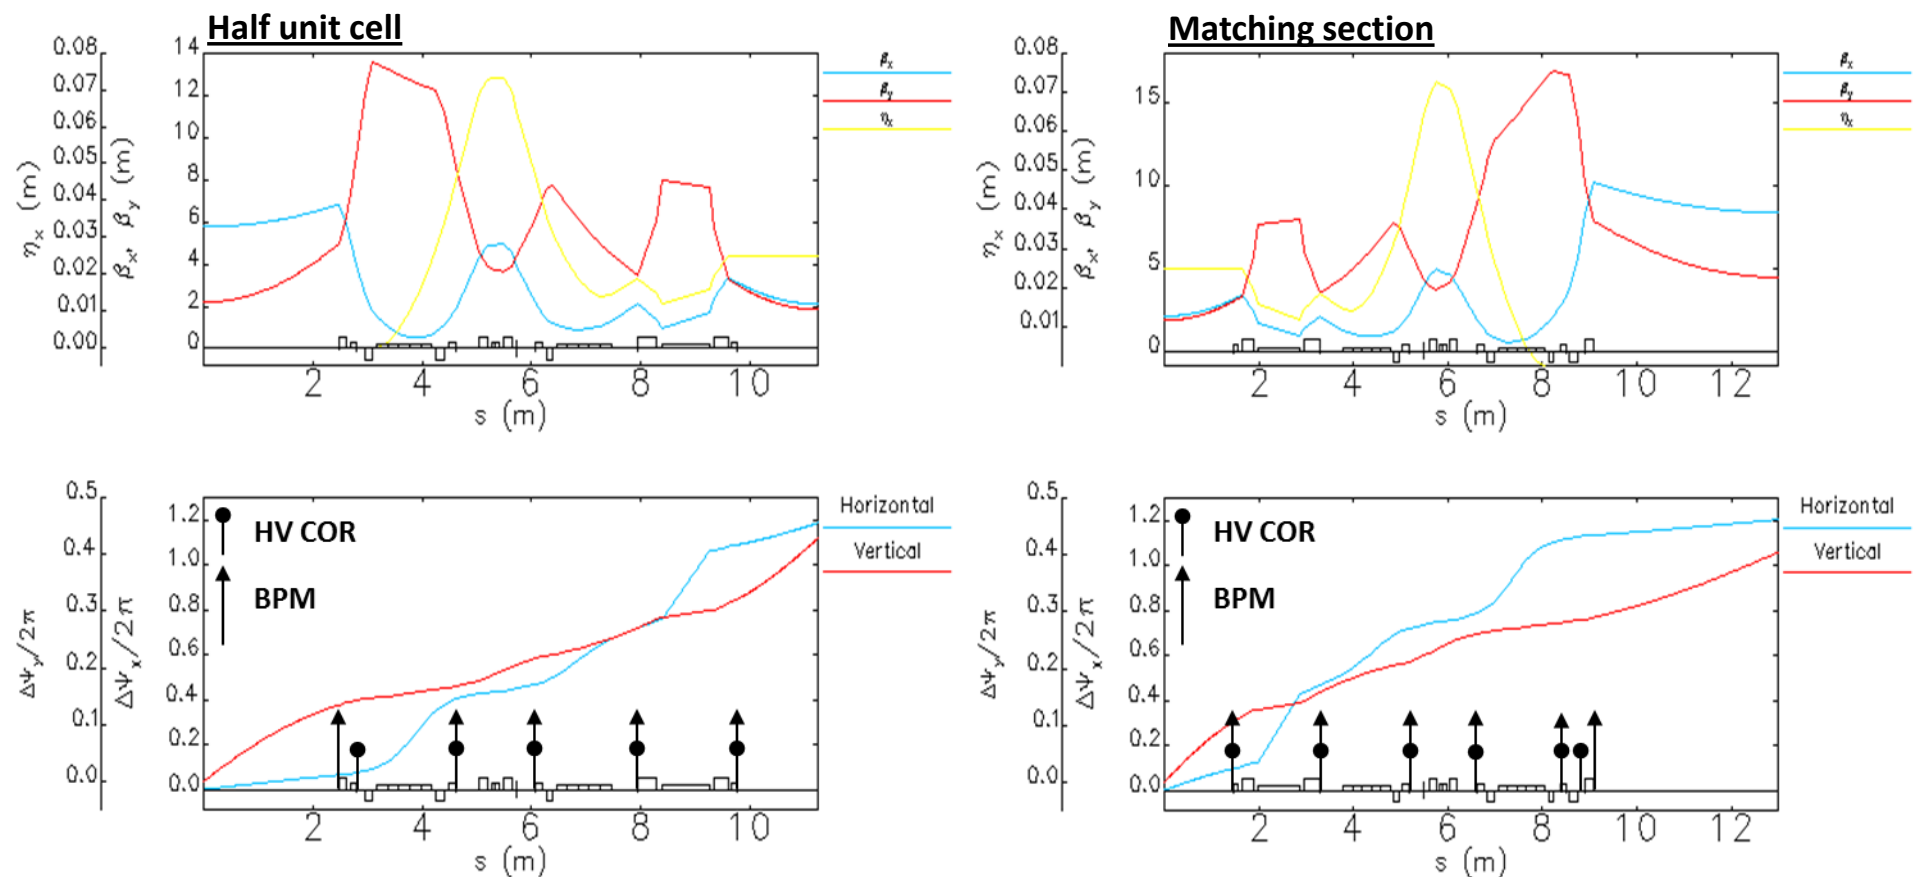 Half unit cell
0.08
0.07
0.06
0.05
0.04
0.03
0.02
0.01
0.00
ηx (m)
14
12
10
8
6
4
2
0
βx, βy (m)
βx
βy
ηx
2 4 6 8 10
s (m)
Matching section
0.08
0.07
0.06
0.05
0.04
0.03
0.02
0.01
ηx (m)
15
10
5
0
βx, βy (m)
βx
βy
ηx
2 4 6 8 10 12
s (m)
0.5
0.4
0.3
0.2
0.1
0.0
ΔΨy/2π
1.2
1.0
0.8
0.6
0.4
0.2
0.0
ΔΨx/2π
HV COR
BPM
Horizontal
Vertical
2 4 6 8 10
s (m)
0.5
0.4
0.3
0.2
0.1
0.0
ΔΨy/2π
1.2
1.0
0.8
0.6
0.4
0.2
0.0
ΔΨx/2π
HV COR
BPM
Horizontal
Vertical
2 4 6 8 10 12
s (m)